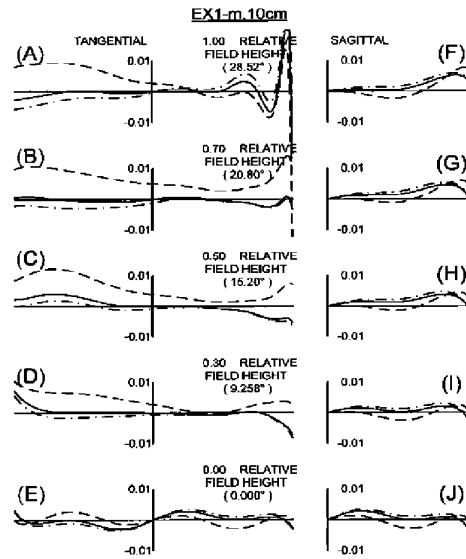 EX1-m.10cm
TANGENTIAL 1.00 RELATIVE SAGITTAL
(A) 0.01 FIELD HEIGHT 0.01 (F)
( 28.52° )
-0.01 -0.01
(B) 0.70 RELATIVE (G)
0.01 FIELD HEIGHT 0.01
( 20.80° )
-0.01 -0.01
(C) 0.50 RELATIVE (H)
0.01 FIELD HEIGHT 0.01
( 15.20° )
-0.01 -0.01
(D) 0.30 RELATIVE (I)
0.01 FIELD HEIGHT 0.01
( 9.258° )
-0.01 -0.01
(E) 0.00 RELATIVE (J)
0.01 FIELD HEIGHT 0.01
( 0.000° )
-0.01 -0.01